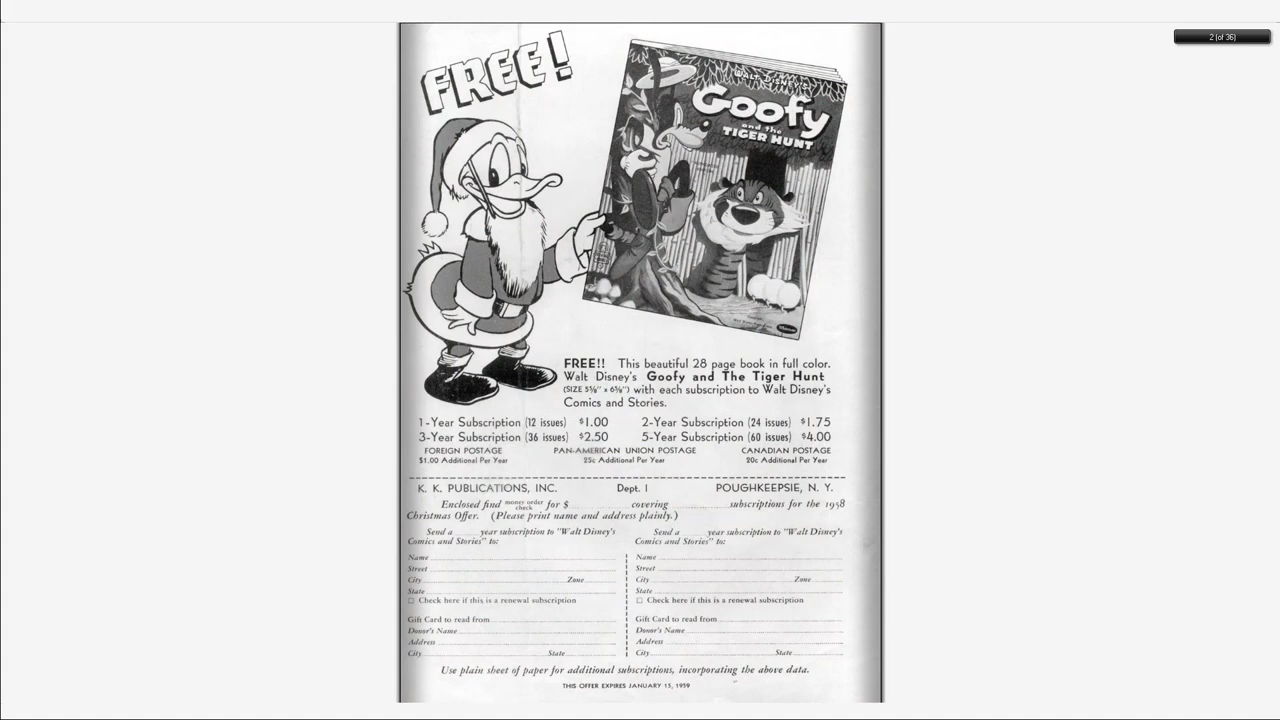 2 (of 36)
FREE!
WALT DISNEY'S
Goofy
and the
TIGER HUNT
FREE!! This beautiful 28 page book in full color.
Walt Disney's Goofy and The Tiger Hunt
(SIZE 5⅝" x 6⅝") with each subscription to Walt Disney's
Comics and Stories.
1-Year Subscription (12 issues) $1.00 2-Year Subscription (24 issues) $1.75
3-Year Subscription (36 issues) $2.50 5-Year Subscription (60 issues) $4.00
FOREIGN POSTAGE PAN-AMERICAN UNION POSTAGE CANADIAN POSTAGE
$1.00 Additional Per Year 25c Additional Per Year 20c Additional Per Year
K. K. PUBLICATIONS, INC. Dept. I POUGHKEEPSIE, N. Y.
Enclosed find money order check for $ covering subscriptions for the 1958
Christmas Offer. (Please print name and address plainly.)
Send a year subscription to "Walt Disney's
Comics and Stories" to:
Name
Street
City Zone
State
□ Check here if this is a renewal subscription
Gift Card to read from
Donor's Name
Address
City State
Send a year subscription to "Walt Disney's
Comics and Stories" to:
Name
Street
City Zone
State
□ Check here if this is a renewal subscription
Gift Card to read from
Donor's Name
Address
City State
Use plain sheet of paper for additional subscriptions, incorporating the above data.
THIS OFFER EXPIRES JANUARY 15, 1959